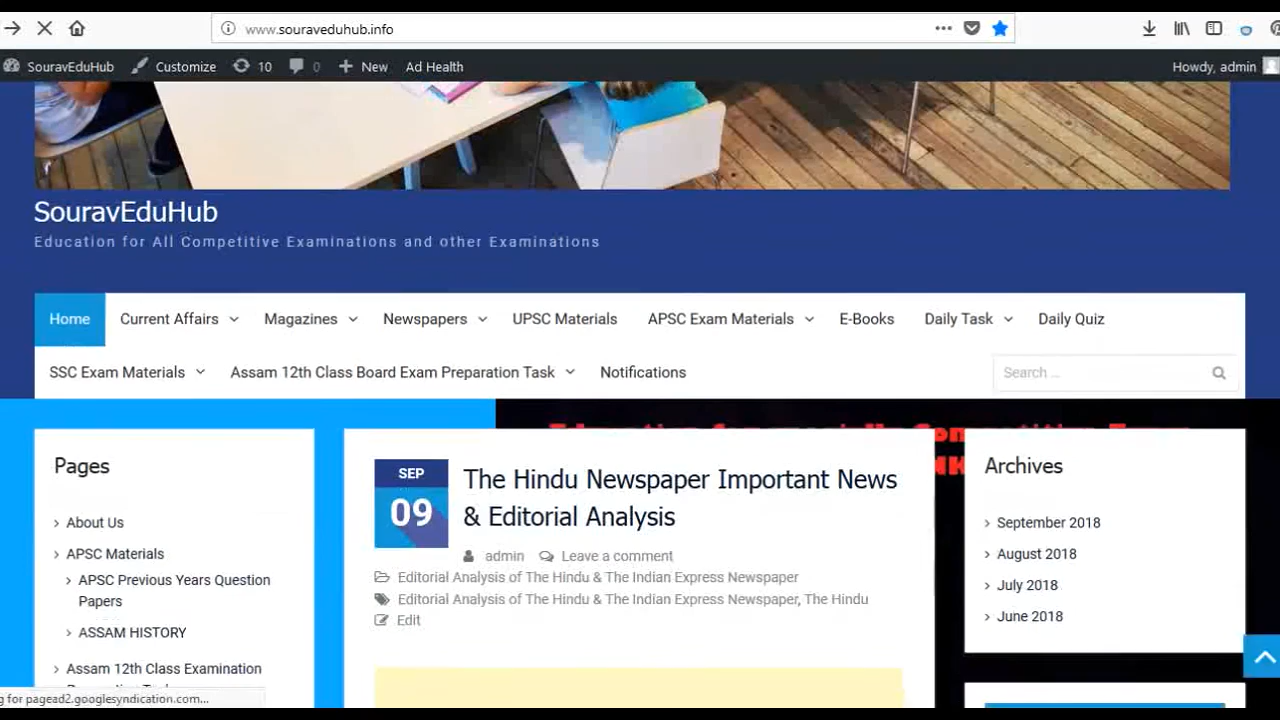 www.souraveduhub.info
SouravEduHub Customize 10 0 New Ad Health Howdy, admin
SouravEduHub
Education for All Competitive Examinations and other Examinations
Home Current Affairs Magazines Newspapers UPSC Materials APSC Exam Materials E-Books Daily Task Daily Quiz
SSC Exam Materials Assam 12th Class Board Exam Preparation Task Notifications Search ...
Pages
About Us
APSC Materials
APSC Previous Years Question
Papers
ASSAM HISTORY
Assam 12th Class Examination
SEP
09
The Hindu Newspaper Important News
& Editorial Analysis
admin Leave a comment
Editorial Analysis of The Hindu & The Indian Express Newspaper
Editorial Analysis of The Hindu & The Indian Express Newspaper, The Hindu
Edit
Archives
September 2018
August 2018
July 2018
June 2018
g for pagead2.googlesyndication.com...